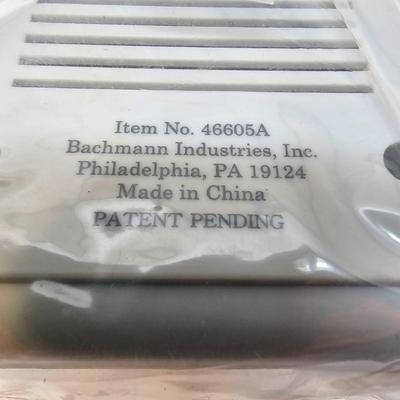 Item No. 46605A
Bachmann Industries, Inc.
Philadelphia, PA 19124
Made in China
PATENT PENDING